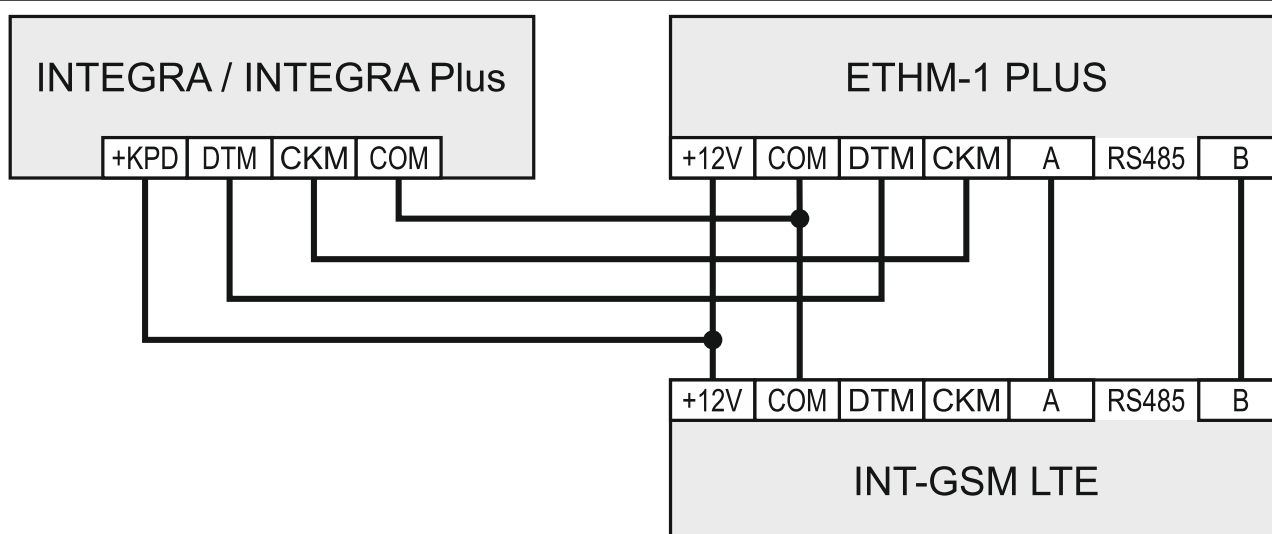 INTEGRA / INTEGRA Plus
+KPD DTM CKM COM
ETHM-1 PLUS
+12V COM DTM CKM A RS485 B
+12V COM DTM CKM A RS485 B
INT-GSM LTE